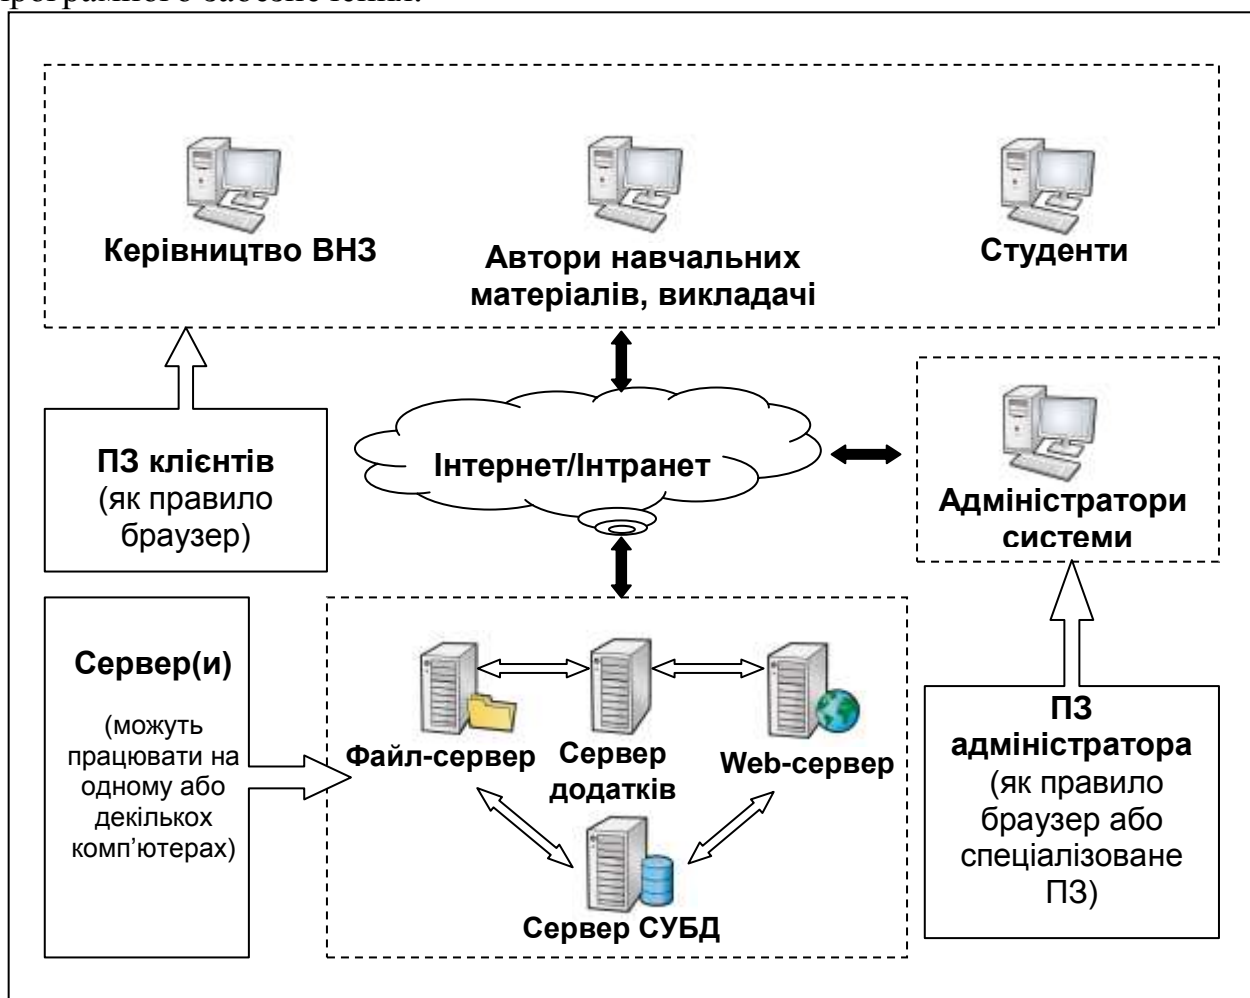 Керівництво ВНЗ
Автори навчальних
матеріалів, викладачі
Студенти
ПЗ клієнтів
(як правило
браузер)
Інтернет/Інтранет
Адміністратори
системи
Сервер(и)
(можуть
працювати на
одному або
декількох
комп’ютерах)
Файл-сервер
Сервер
додатків
Web-сервер
Сервер СУБД
ПЗ
адміністратора
(як правило
браузер або
спеціалізоване
ПЗ)